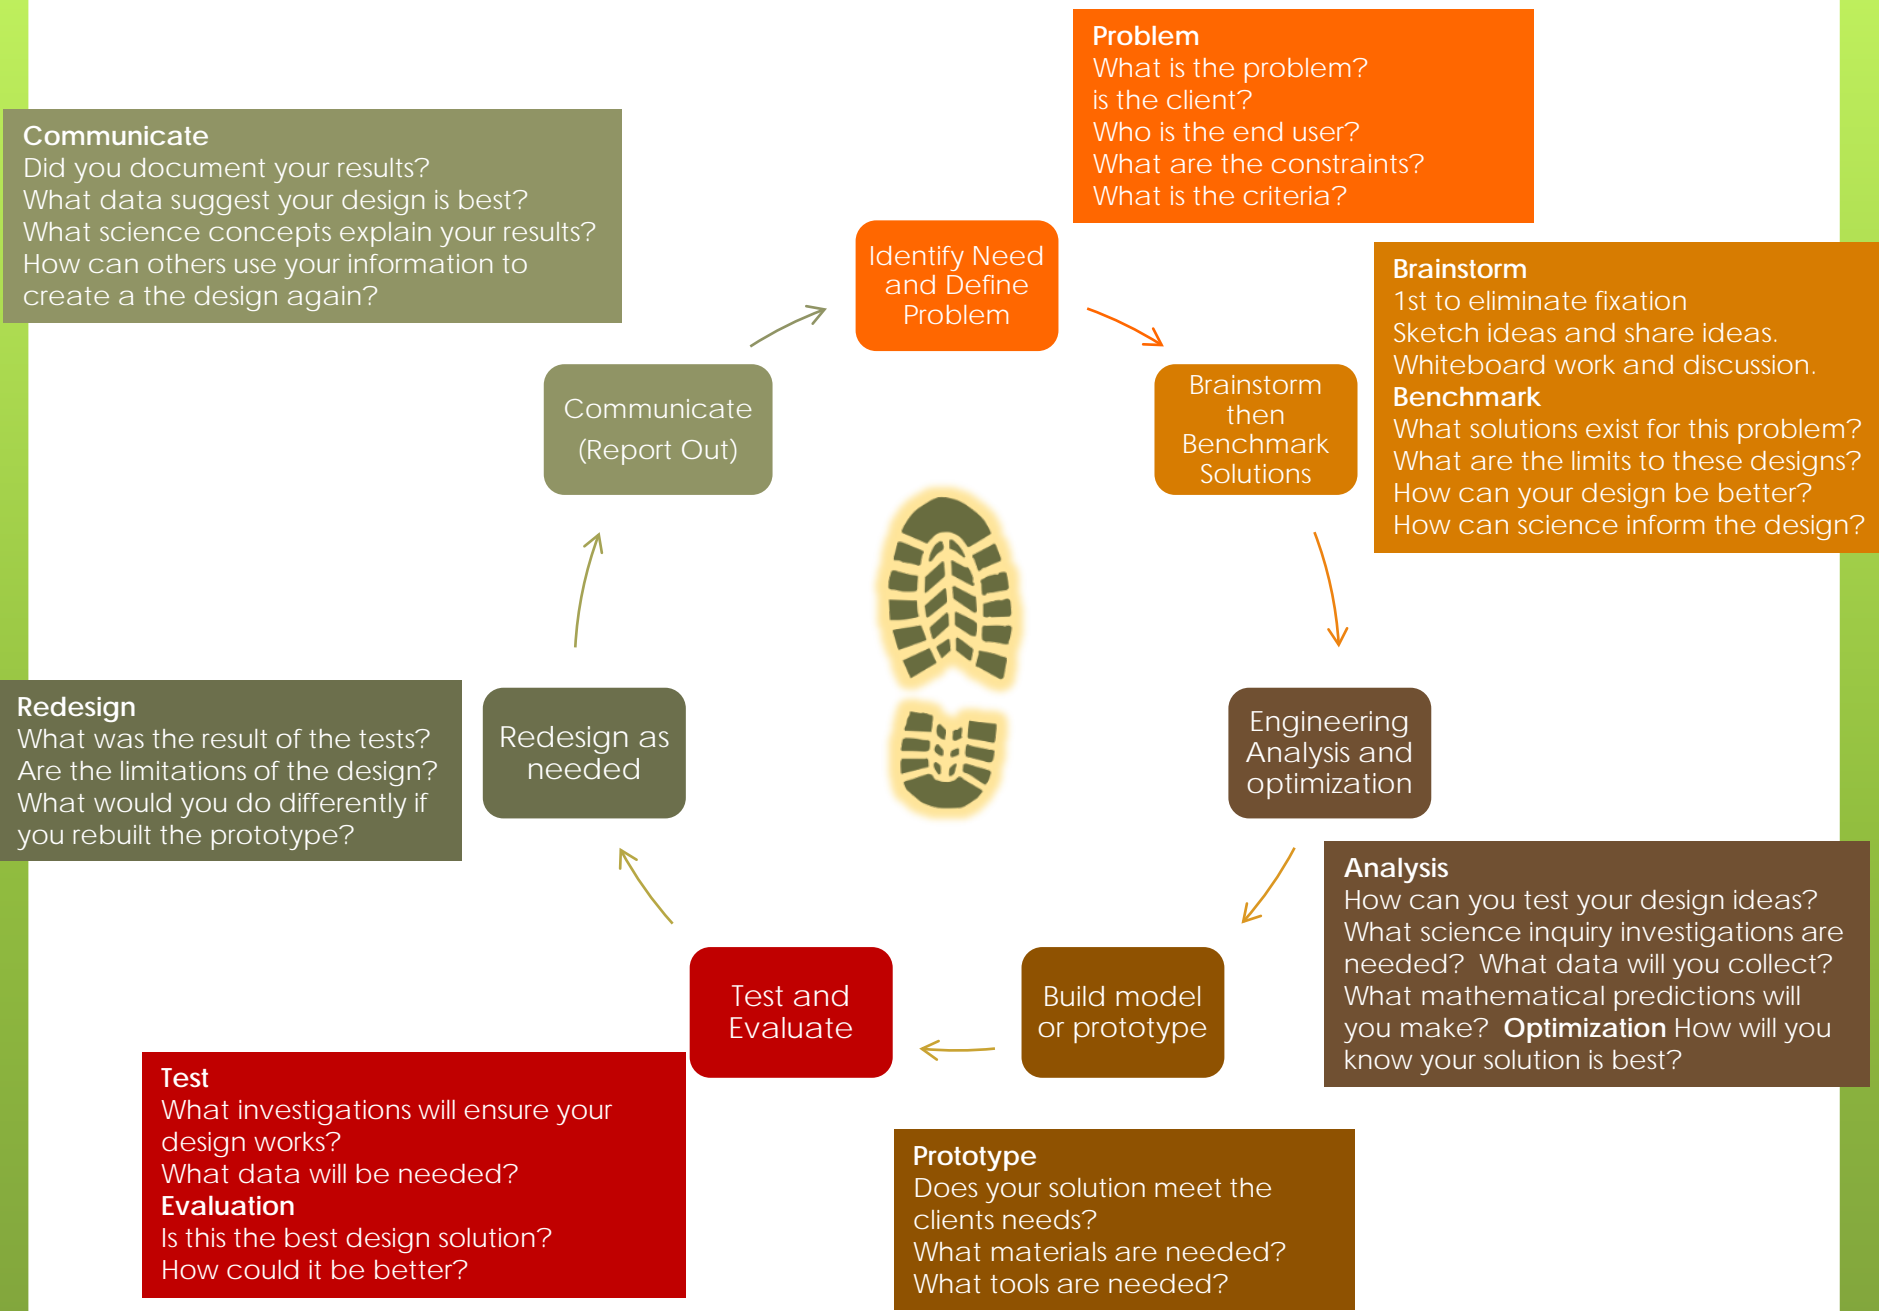 Problem
What is the problem?
is the client?
Who is the end user?
What are the constraints?
What is the criteria?
Identify Need
and Define
Problem
Brainstorm
1st to eliminate fixation
Sketch ideas and share ideas.
Whiteboard work and discussion.
Benchmark
What solutions exist for this problem?
What are the limits to these designs?
How can your design be better?
How can science inform the design?
Brainstorm
then
Benchmark
Solutions
Engineering
Analysis and
optimization
Analysis
How can you test your design ideas?
What science inquiry investigations are
needed?  What data will you collect?
What mathematical predictions will
you make?  Optimization How will you
know your solution is best?
Build model
or prototype
Prototype
Does your solution meet the
clients needs?
What materials are needed?
What tools are needed?
Test and
Evaluate
Test
What investigations will ensure your
design works?
What data will be needed?
Evaluation
Is this the best design solution?
How could it be better?
Redesign as
needed
Redesign
What was the result of the tests?
Are the limitations of the design?
What would you do differently if
you rebuilt the prototype?
Communicate
(Report Out)
Communicate
Did you document your results?
What data suggest your design is best?
What science concepts explain your results?
How can others use your information to
create a the design again?